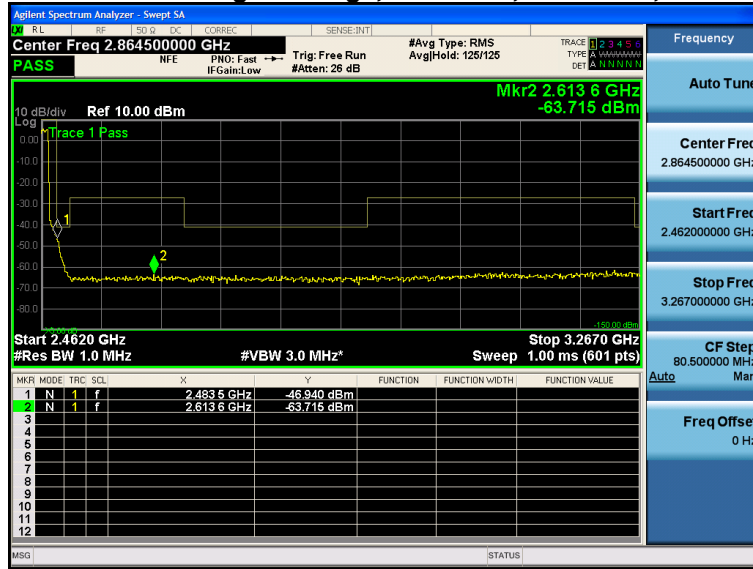 Agilent Spectrum Analyzer - Swept SA
RL RF 50 Ω DC CORREC SENSE:INT
Center Freq 2.864500000 GHz
NFE PNO: Fast Trig: Free Run
IFGain:Low #Atten: 26 dB
#Avg Type: RMS
Avg|Hold: 125/125
TRACE 1 2 3 4 5 6
TYPE A
DET A N N N N N
PASS
Mkr2 2.613 6 GHz
-63.715 dBm
10 dB/div Ref 10.00 dBm
Log
Trace 1 Pass
0.00
-10.0
-20.0
-30.0
-40.0
-50.0
-60.0
-70.0
-80.0
1
2
-150.00 dBm
Start 2.4620 GHz Stop 3.2670 GHz
#Res BW 1.0 MHz #VBW 3.0 MHz* Sweep 1.00 ms (601 pts)
MKR MODE TRC SCL X Y FUNCTION FUNCTION WIDTH FUNCTION VALUE
1 N 1 f 2.483 5 GHz -46.940 dBm
2 N 1 f 2.613 6 GHz -63.715 dBm
3
4
5
6
7
8
9
10
11
12
MSG STATUS
Frequency
Auto Tune
Center Freq
2.864500000 GHz
Start Freq
2.462000000 GHz
Stop Freq
3.267000000 GHz
CF Step
80.500000 MHz
Auto Man
Freq Offset
0 Hz